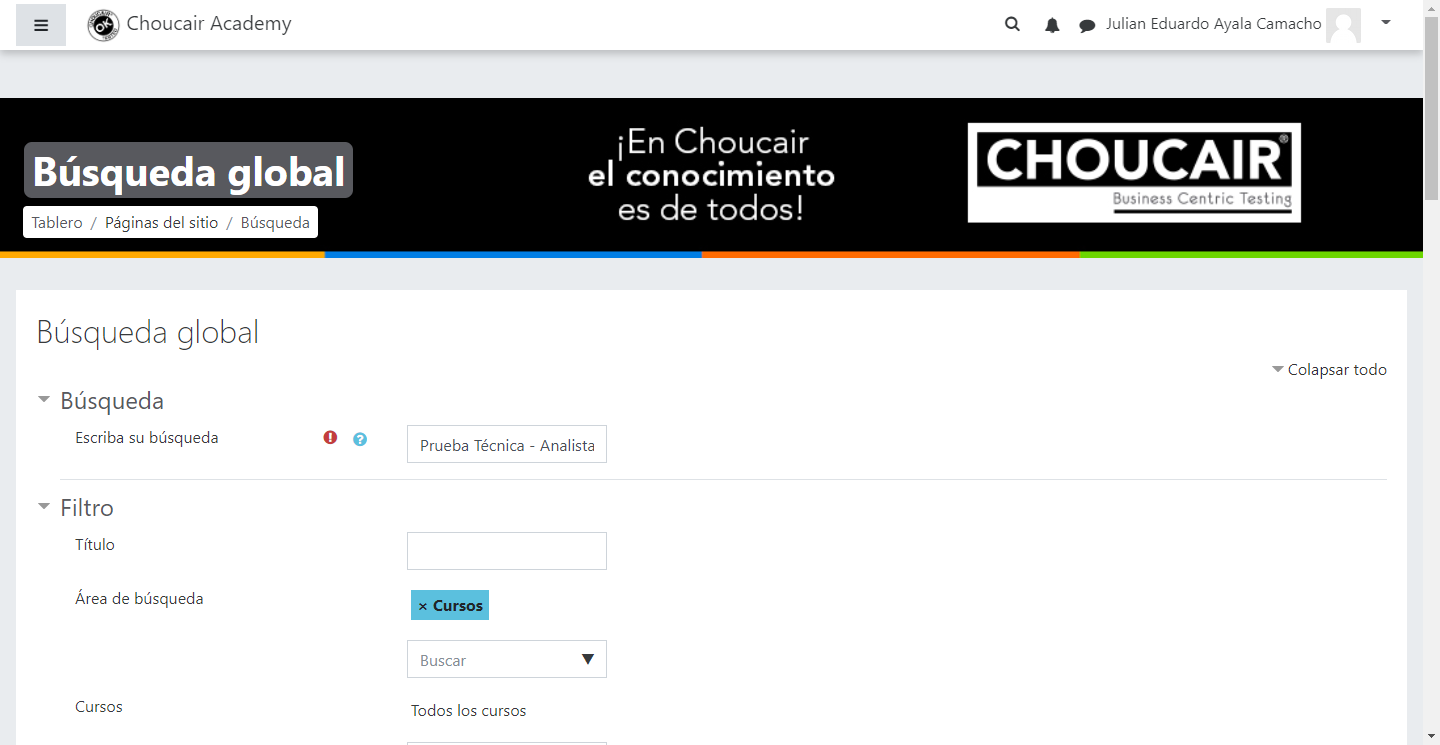 Choucair Academy
Julian Eduardo Ayala Camacho
Búsqueda global
Tablero / Páginas del sitio / Búsqueda
¡En Choucair
el conocimiento
es de todos!
CHOUCAIR®
Business Centric Testing
Búsqueda global
Colapsar todo
Búsqueda
Escriba su búsqueda
Prueba Técnica - Analista
Filtro
Título
Área de búsqueda
× Cursos
Buscar
Cursos
Todos los cursos